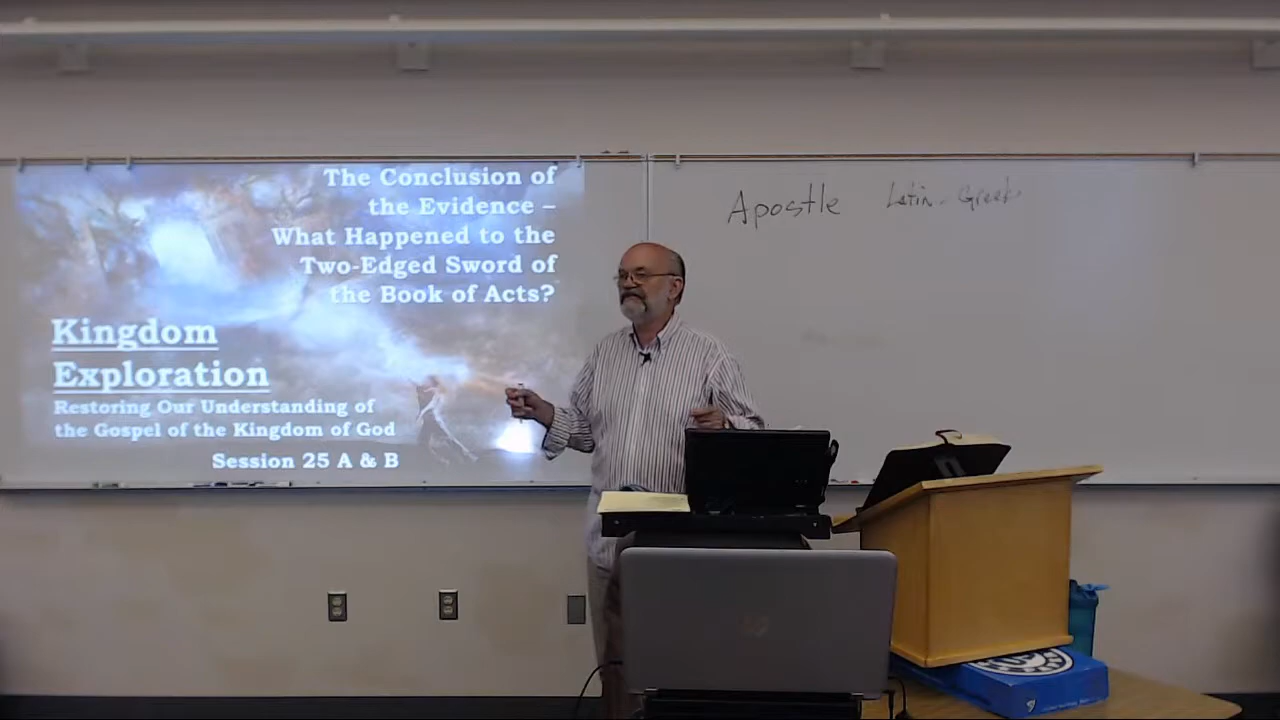 The Conclusion of
the Evidence –
What Happened to the
Two-Edged Sword of
the Book of Acts?
Kingdom
Exploration
Restoring Our Understanding of
the Gospel of the Kingdom of God
Session 25 A & B
Apostle Latin - Greek